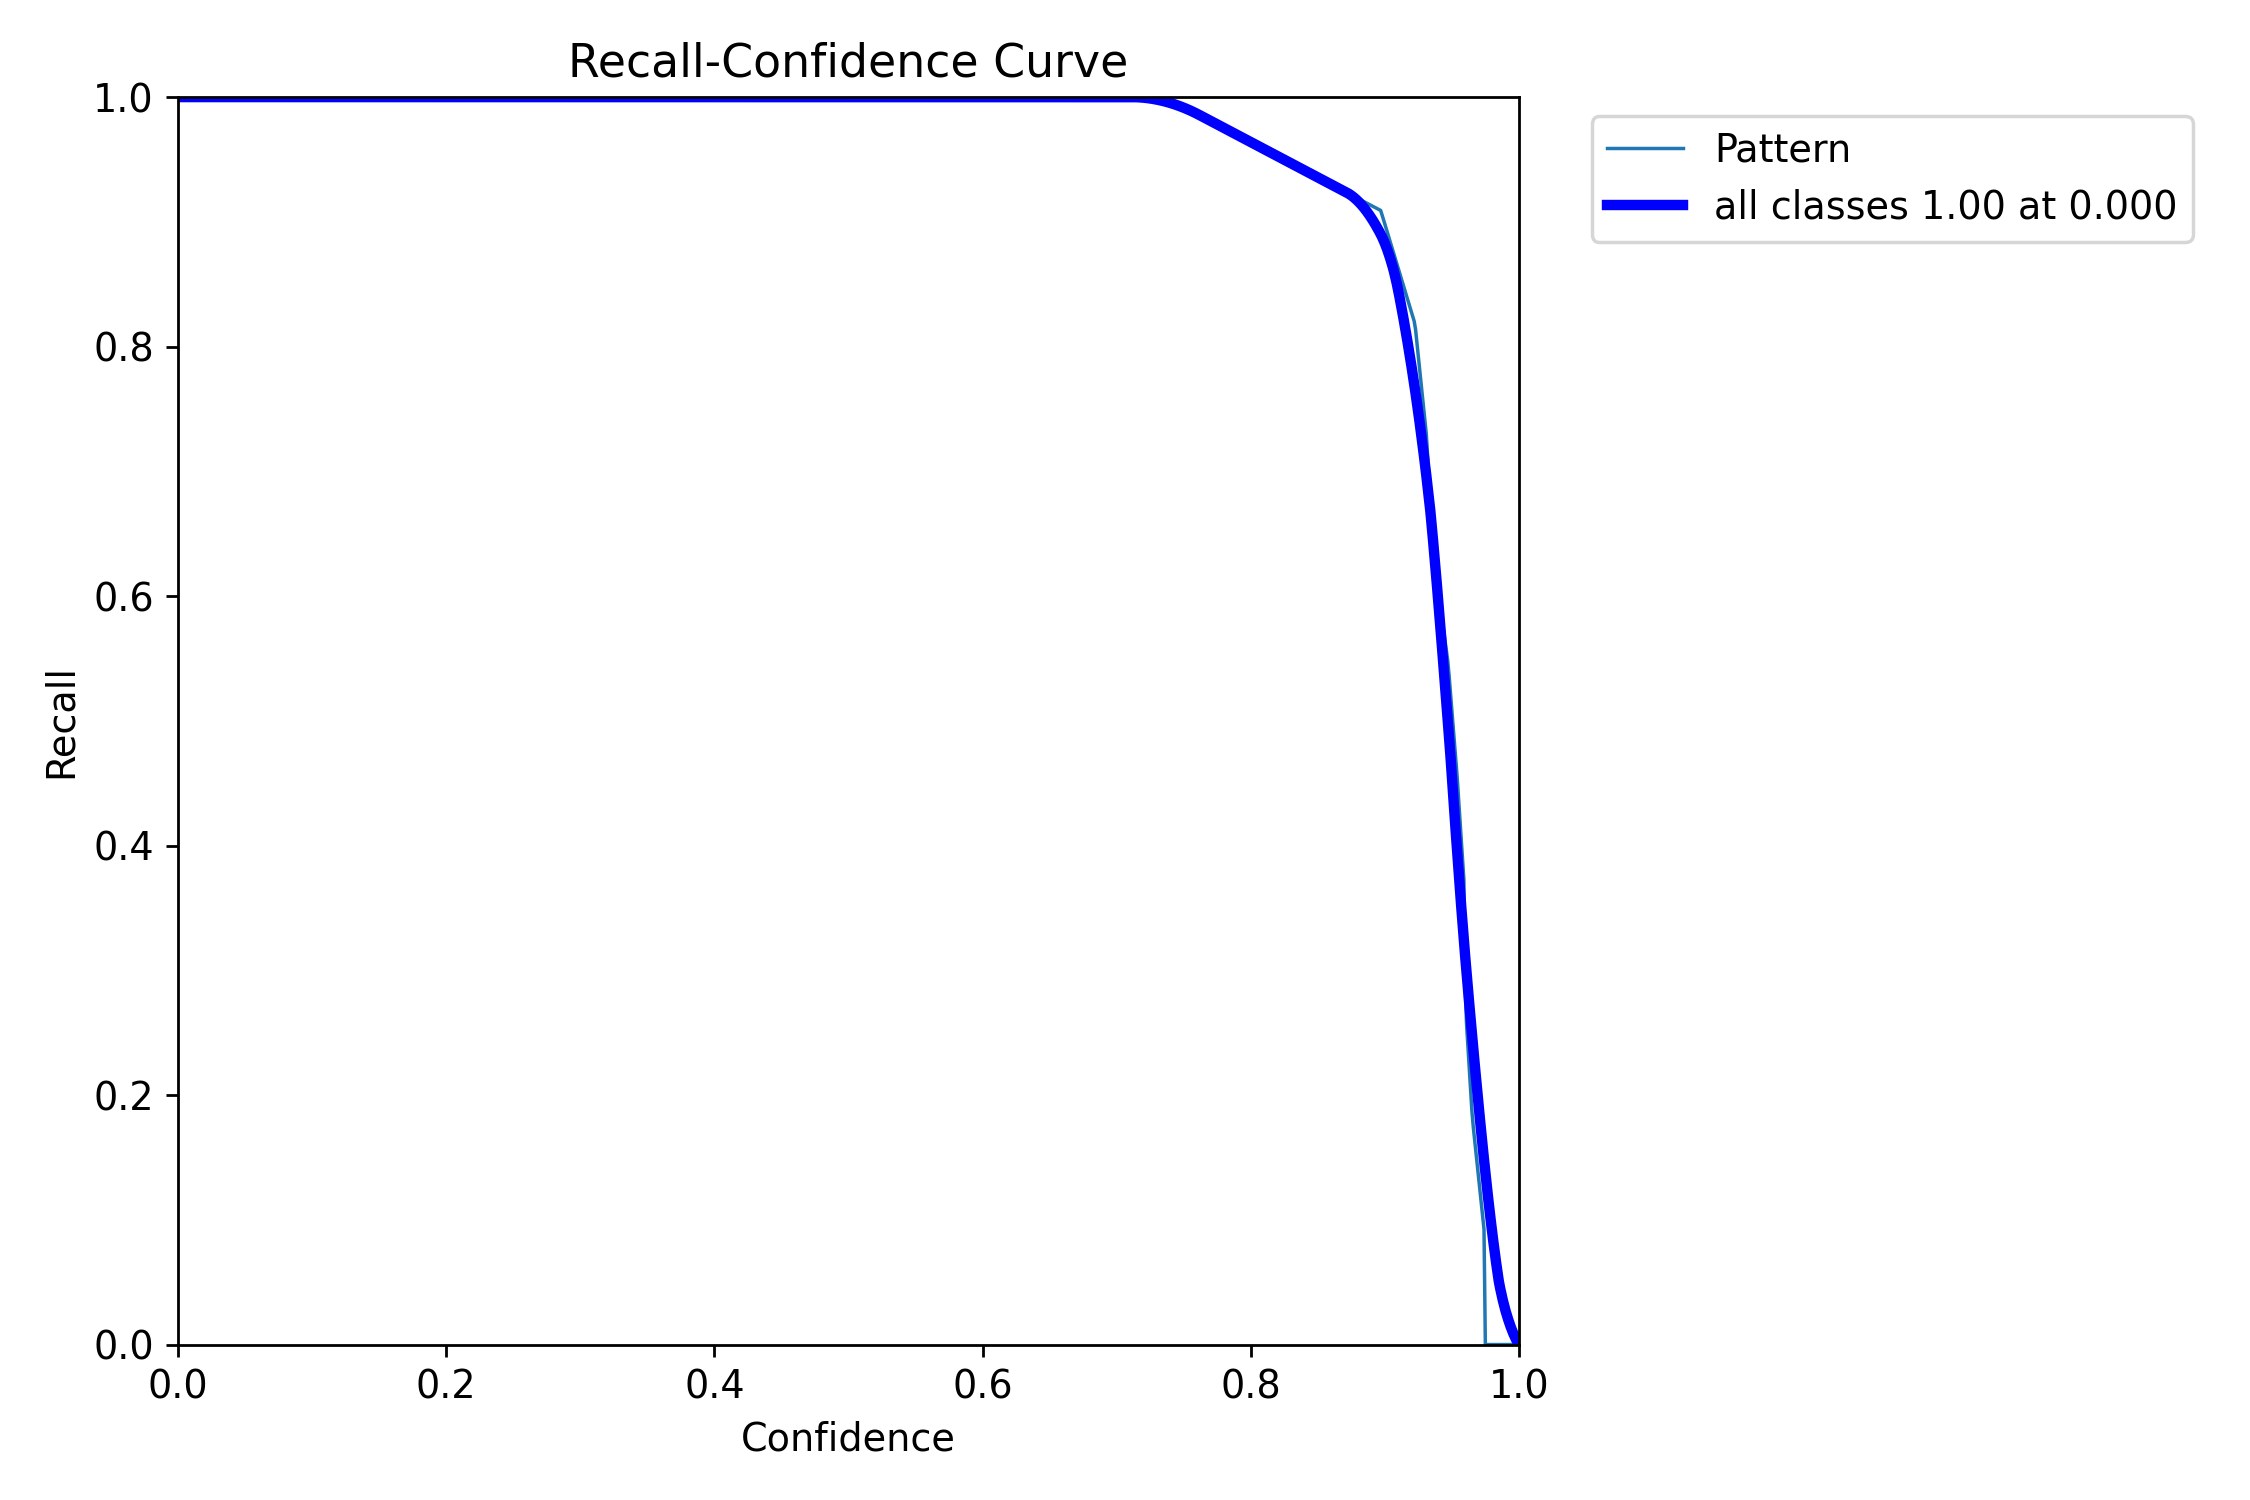 Recall-Confidence Curve
1.0
0.8
0.6
0.4
0.2
0.0
Recall
0.0 0.2 0.4 0.6 0.8 1.0
Confidence
Pattern
all classes 1.00 at 0.000